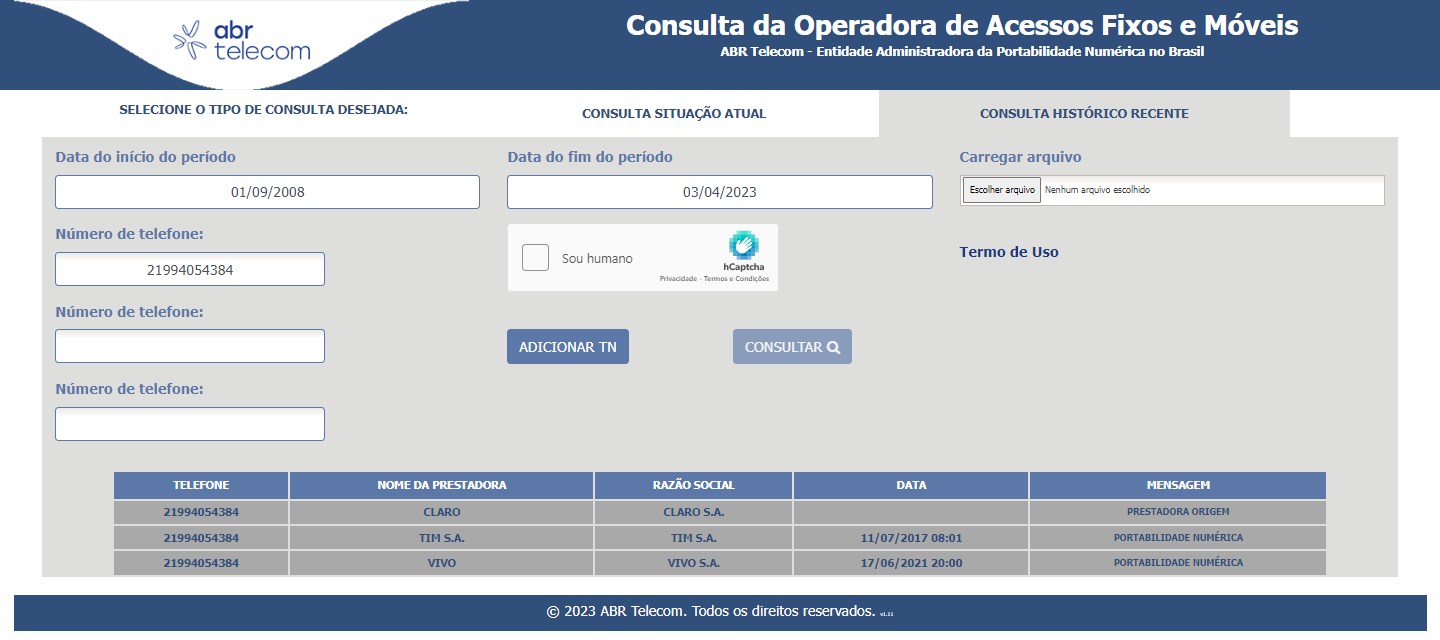 abr
telecom
Consulta da Operadora de Acessos Fixos e Móveis
ABR Telecom - Entidade Administradora da Portabilidade Numérica no Brasil
SELECIONE O TIPO DE CONSULTA DESEJADA:
CONSULTA SITUAÇÃO ATUAL
CONSULTA HISTÓRICO RECENTE
Data do início do período
Data do fim do período
Carregar arquivo
01/09/2008
03/04/2023
Escolher arquivo Nenhum arquivo escolhido
Número de telefone:
21994054384
Sou humano
hCaptcha
Privacidade - Termos e Condições
Termo de Uso
Número de telefone:
ADICIONAR TN
CONSULTAR
Número de telefone:
TELEFONE NOME DA PRESTADORA RAZÃO SOCIAL DATA MENSAGEM
21994054384 CLARO CLARO S.A. PRESTADORA ORIGEM
21994054384 TIM S.A. TIM S.A. 11/07/2017 08:01 PORTABILIDADE NUMÉRICA
21994054384 VIVO VIVO S.A. 17/06/2021 20:00 PORTABILIDADE NUMÉRICA
© 2023 ABR Telecom. Todos os direitos reservados. v1.11